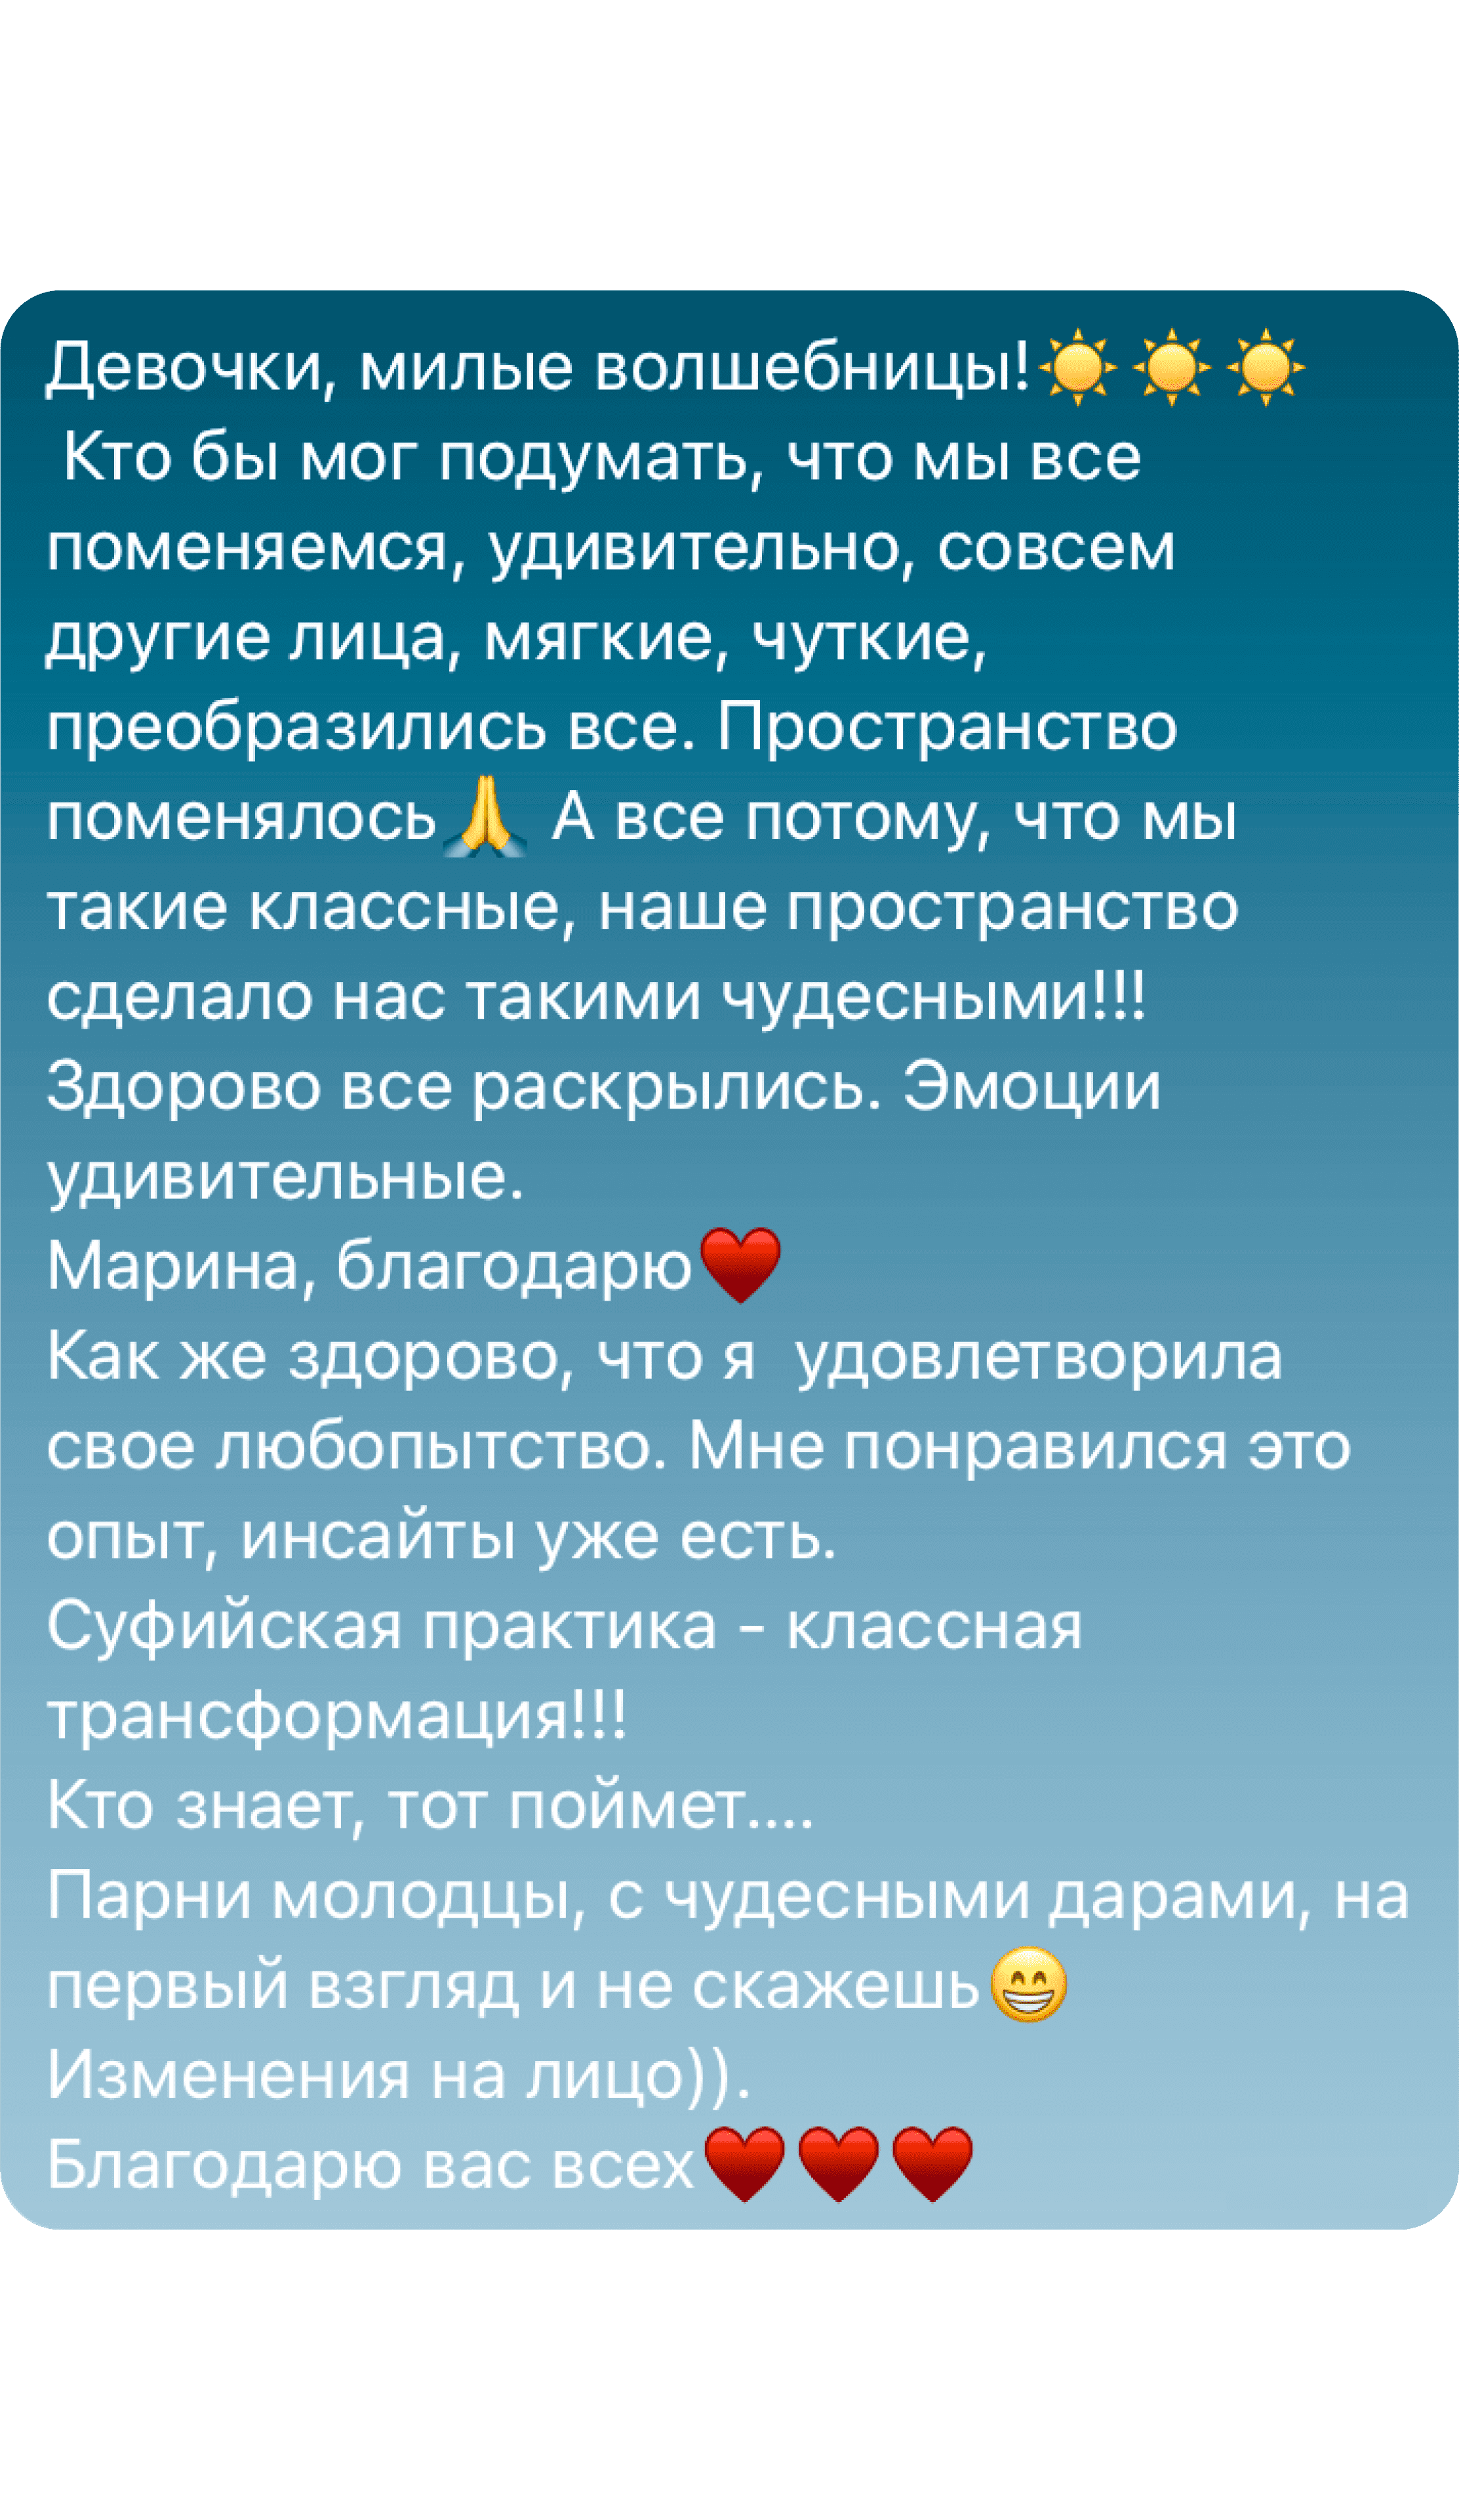 Девочки, милые волшебницы!☀️☀️☀️
Кто бы мог подумать, что мы все
поменяемся, удивительно, совсем
другие лица, мягкие, чуткие,
преобразились все. Пространство
поменялось🙏 А все потому, что мы
такие классные, наше пространство
сделало нас такими чудесными!!!
Здорово все раскрылись. Эмоции
удивительные.
Марина, благодарю❤️
Как же здорово, что я  удовлетворила
свое любопытство. Мне понравился это
опыт, инсайты уже есть.
Суфийская практика - классная
трансформация!!!
Кто знает, тот поймет....
Парни молодцы, с чудесными дарами, на
первый взгляд и не скажешь😁
Изменения на лицо)).
Благодарю вас всех❤️❤️❤️